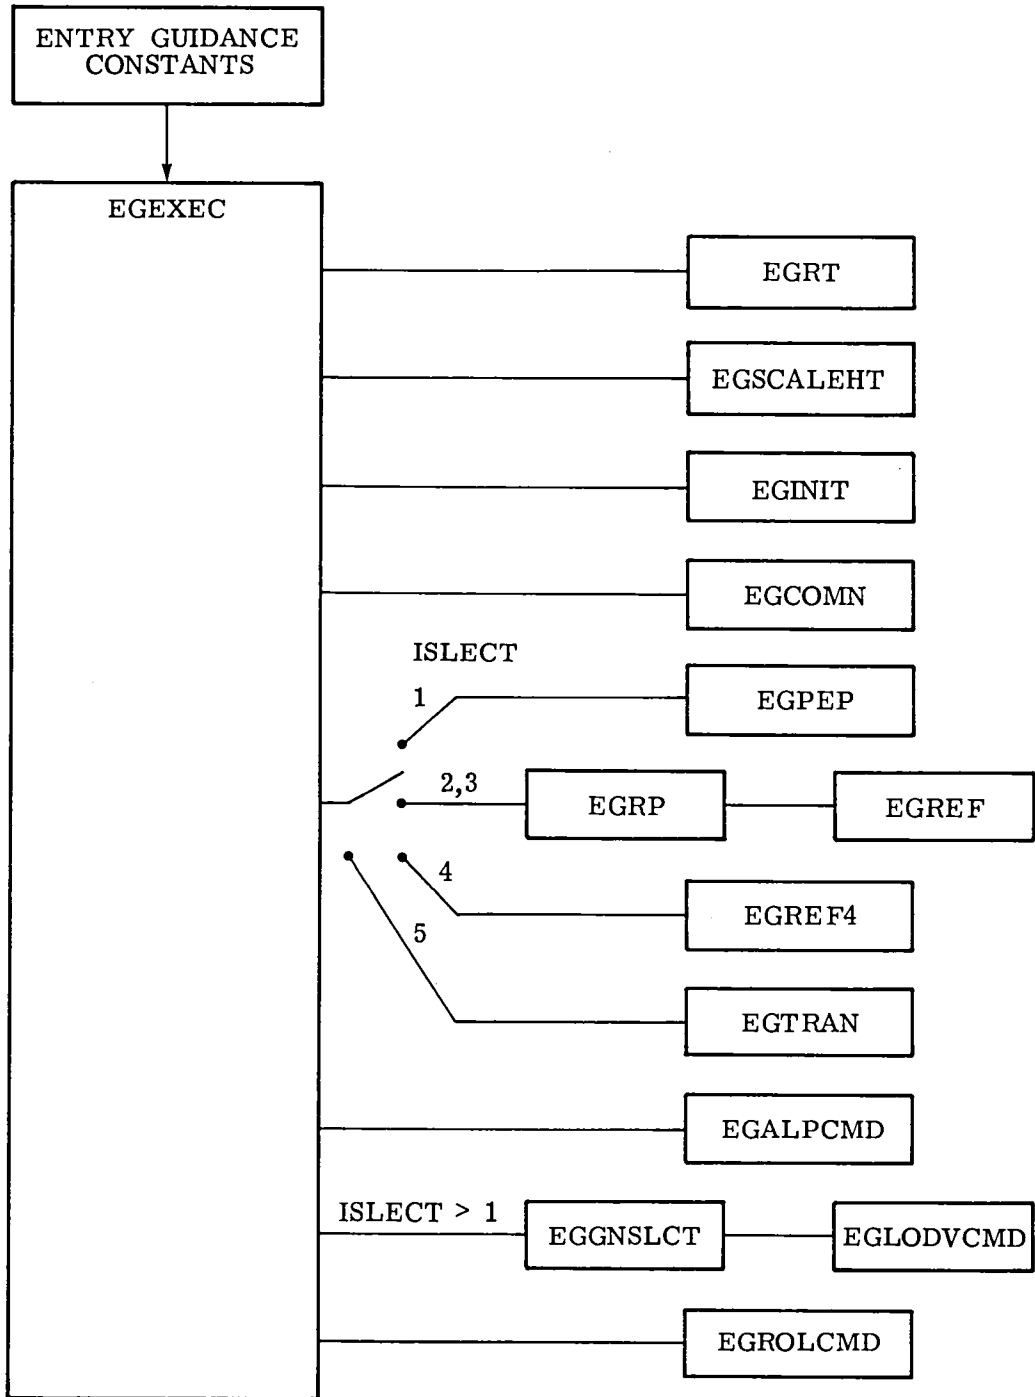 ENTRY GUIDANCE
CONSTANTS
EGEXEC
EGRT
EGSCALEHT
EGINIT
EGCOMN
ISLECT
1
EGPEP
2,3
EGRP
EGREF
4
EGREF4
5
EGTRAN
EGALPCMD
ISLECT > 1
EGGNSLCT
EGLODVCMD
EGROLCMD